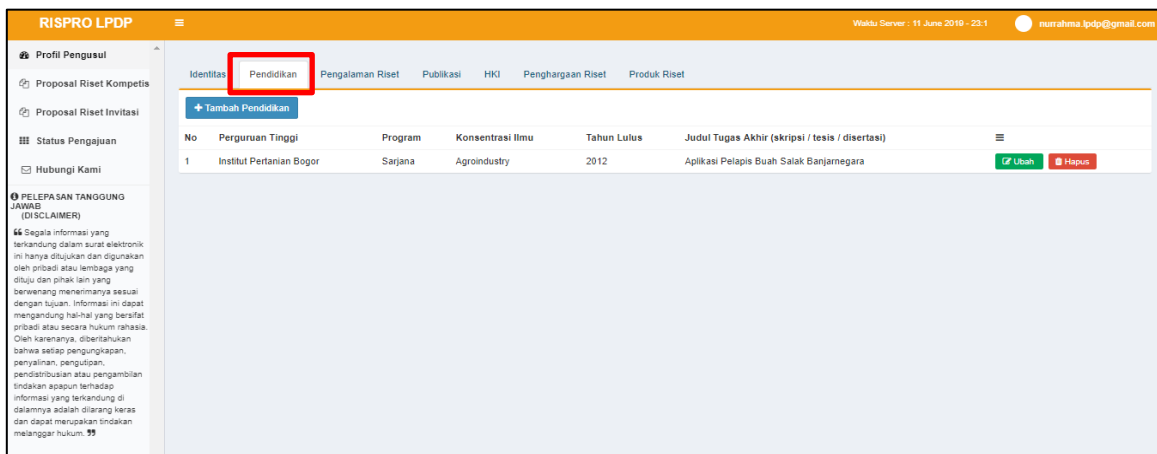 RISPRO LPDP
Waktu Server : 11 June 2019 - 23:1
nurrahma.lpdp@gmail.com
Profil Pengusul
Proposal Riset Kompetis
Proposal Riset Invitasi
Status Pengajuan
Hubungi Kami
PELEPASAN TANGGUNG
JAWAB
(DISCLAIMER)
Segala informasi yang
terkandung dalam surat elektronik
ini hanya ditujukan dan digunakan
oleh pribadi atau lembaga yang
dituju dan pihak lain yang
berwenang menerimanya sesuai
dengan tujuan. Informasi ini dapat
mengandung hal-hal yang bersifat
pribadi atau secara hukum rahasia.
Oleh karenanya, diberitahukan
bahwa setiap pengungkapan,
penyalinan, pengutipan,
pendistribusian atau pengambilan
tindakan apapun terhadap
informasi yang terkandung di
dalamnya adalah dilarang keras
dan dapat merupakan tindakan
melanggar hukum.
Identitas Pendidikan Pengalaman Riset Publikasi HKI Penghargaan Riset Produk Riset
+ Tambah Pendidikan
No Perguruan Tinggi Program Konsentrasi Ilmu Tahun Lulus Judul Tugas Akhir (skripsi / tesis / disertasi)
1 Institut Pertanian Bogor Sarjana Agroindustry 2012 Aplikasi Pelapis Buah Salak Banjarnegara Ubah Hapus